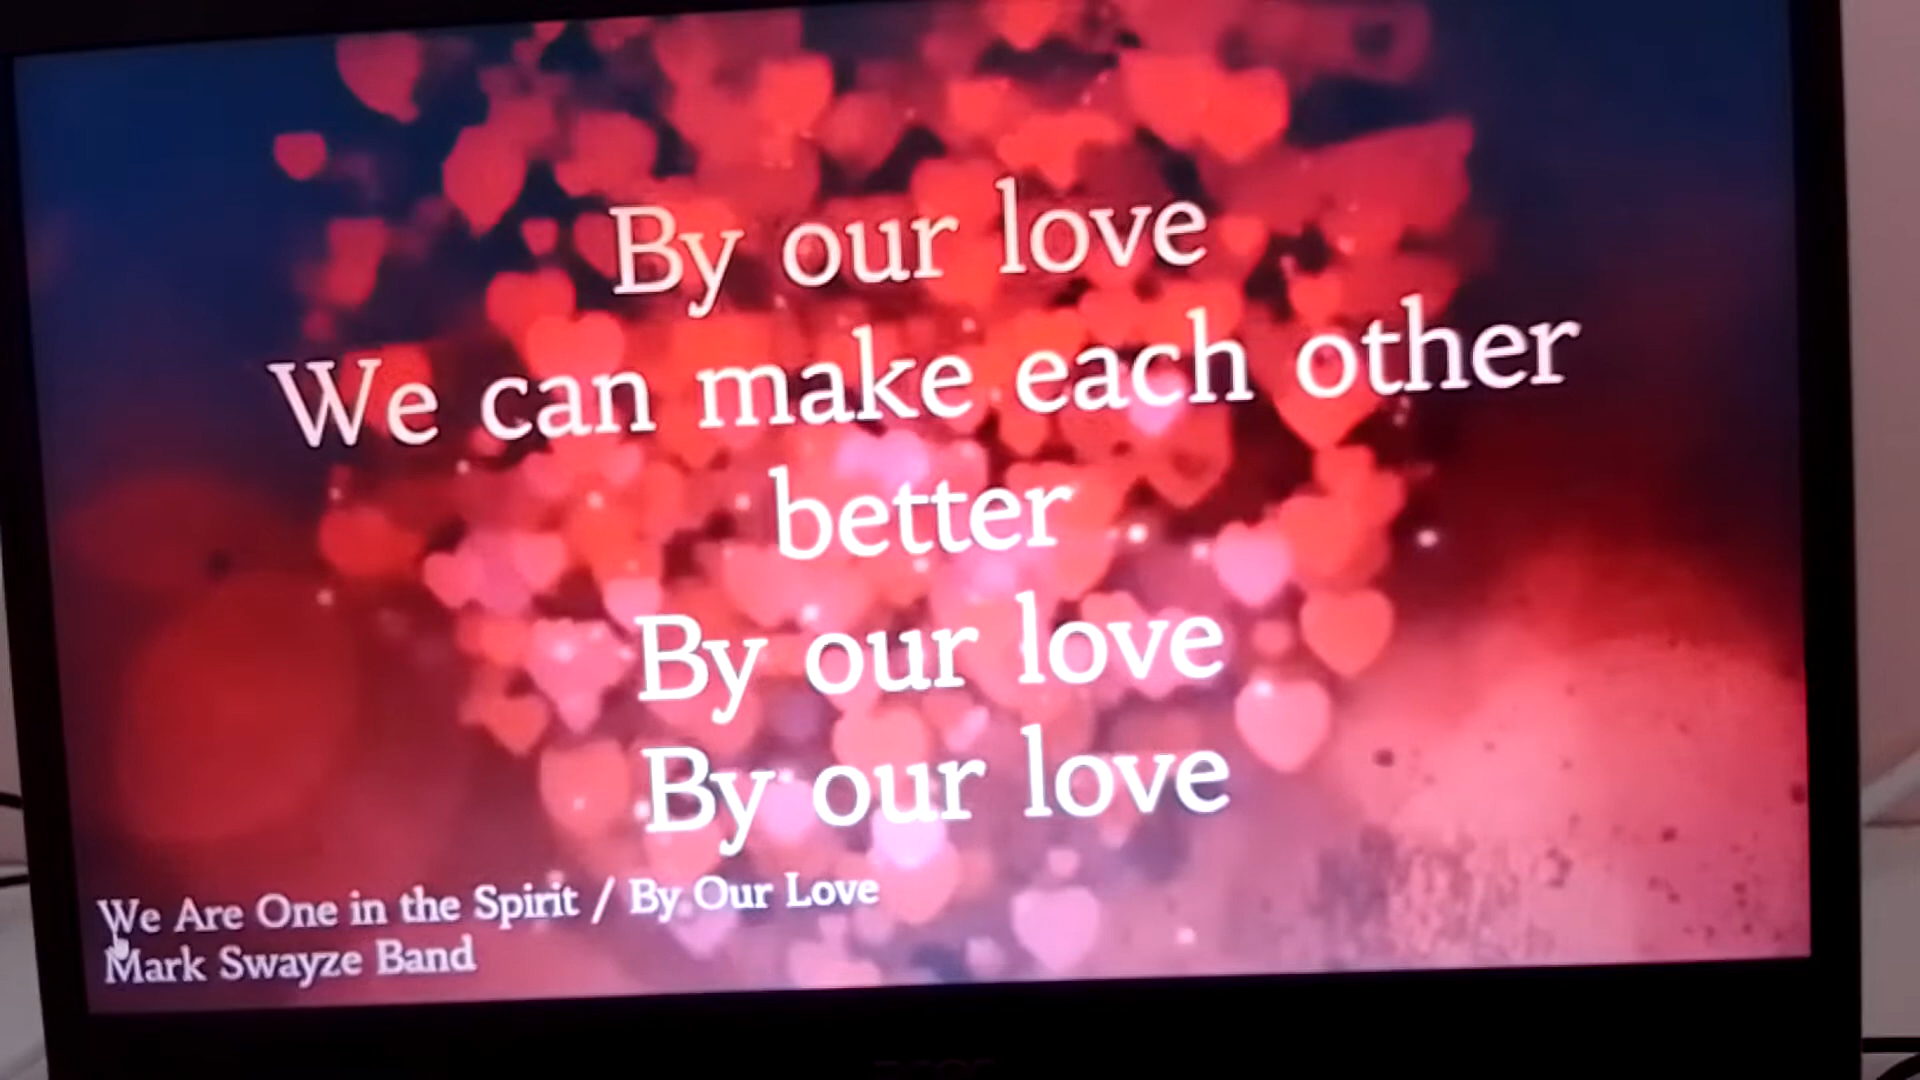 By our love
We can make each other
better
By our love
By our love
We Are One in the Spirit / By Our Love
Mark Swayze Band